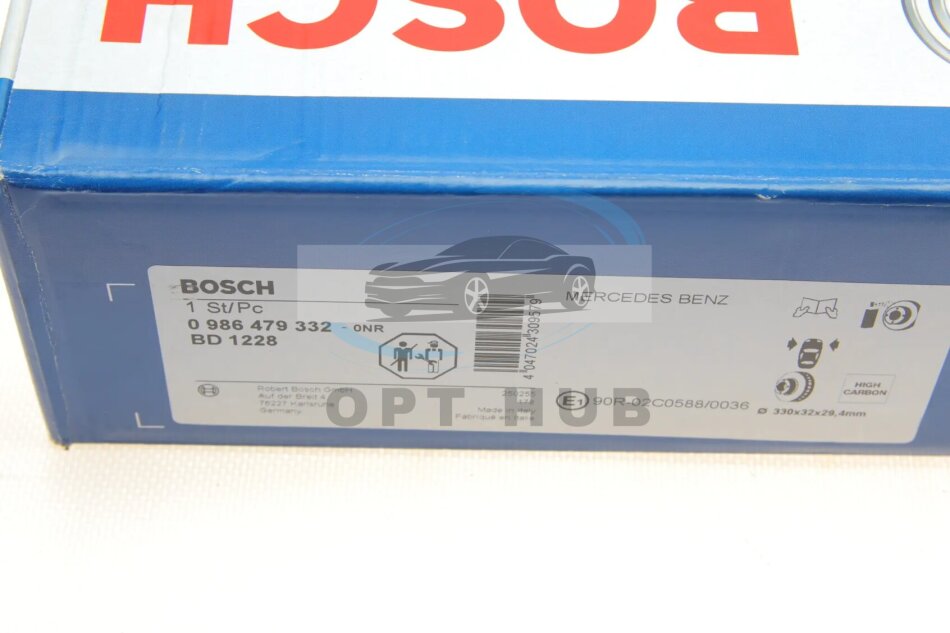 BOSCH
BOSCH
1 St/Pc
0 986 479 332 - 0NR
BD 1228
MERCEDES BENZ
4 047024 309579
Robert Bosch GmbH
Auf der Breit 4
76227 Karlsruhe
Germany
Made in Italy
Fabriqué en Italie
E1 90R-02C0588/0036
HIGH
CARBON
Ø 330x32x29,4mm
OPT HUB